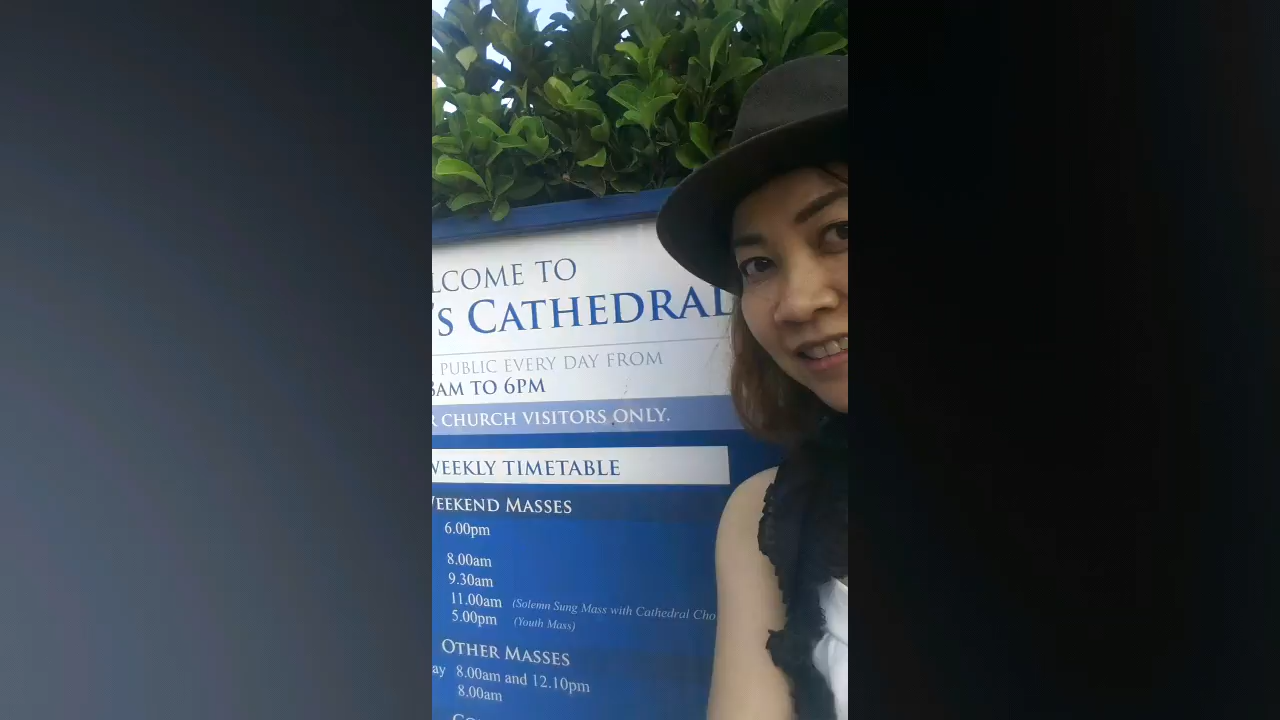 LCOME TO
'S CATHEDRAL
PUBLIC EVERY DAY FROM
8AM TO 6PM
R CHURCH VISITORS ONLY.
WEEKLY TIMETABLE
WEEKEND MASSES
6.00pm
8.00am
9.30am
11.00am (Solemn Sung Mass with Cathedral Cho
5.00pm (Youth Mass)
OTHER MASSES
ay 8.00am and 12.10pm
8.00am